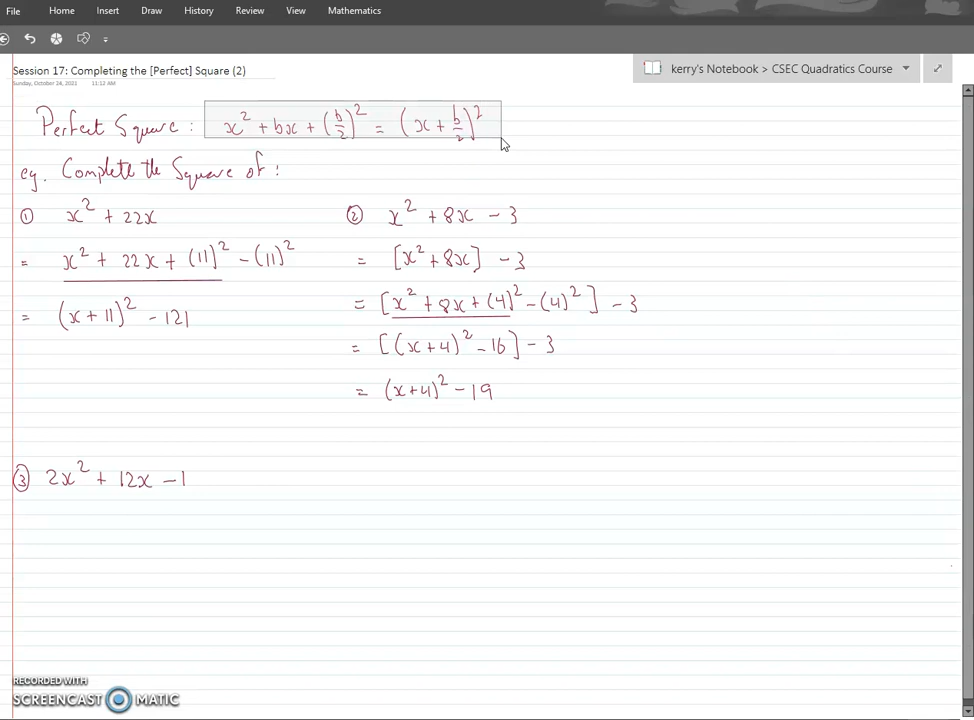 File Home Insert Draw History Review View Mathematics
Session 17: Completing the [Perfect] Square (2)
kerry's Notebook > CSEC Quadratics Course
Sunday, October 24, 2021 11:12 AM
Perfect Square : x² + bx + (b/2)² = (x + b/2)²
eg. Complete the Square of :
① x² + 22x
② x² + 8x - 3
= x² + 22x + (11)² - (11)²
= [x² + 8x] - 3
= (x + 11)² - 121
= [x² + 8x + (4)² - (4)²] - 3
= [(x+4)² - 16] - 3
= (x+4)² - 19
③ 2x² + 12x - 1
RECORDED WITH
SCREENCAST MATIC